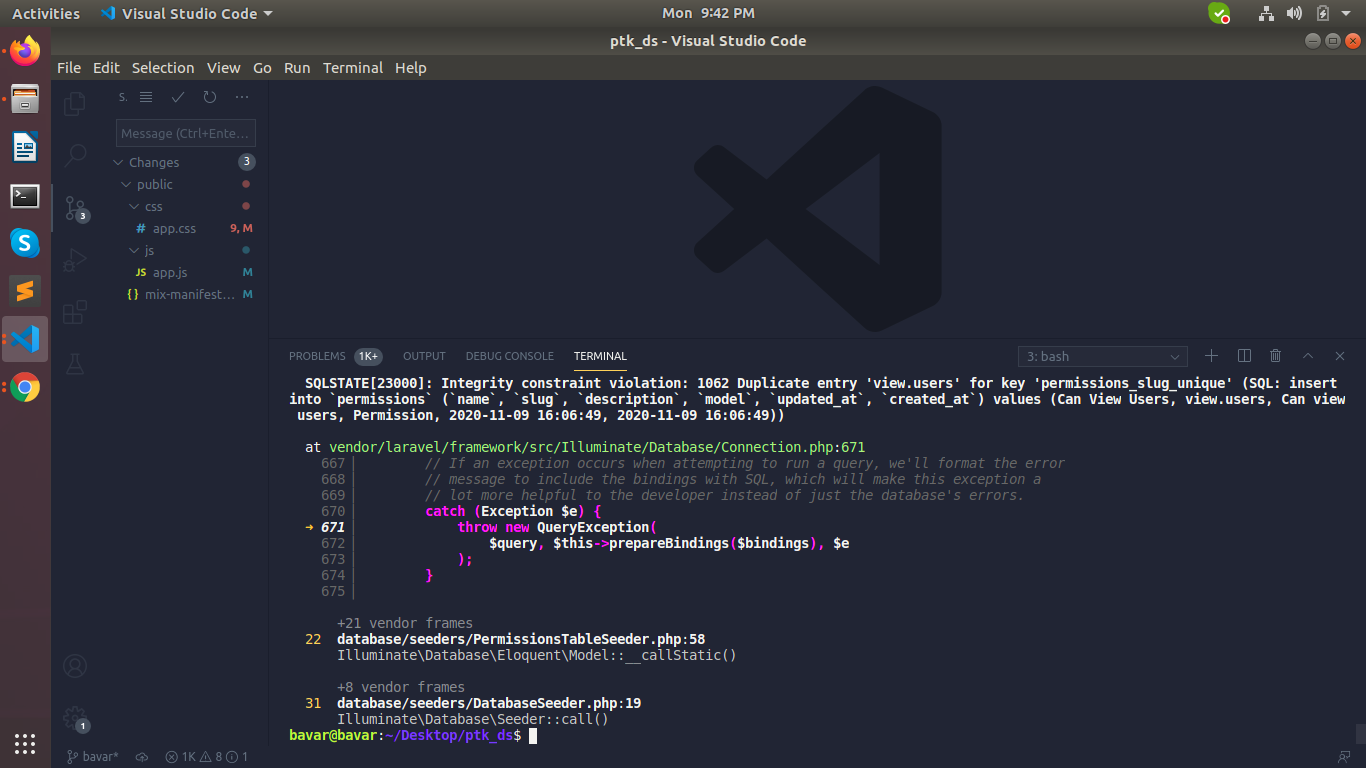 Activities Visual Studio Code Mon 9:42 PM
ptk_ds - Visual Studio Code
File Edit Selection View Go Run Terminal Help
S.
Message (Ctrl+Ente...
Changes 3
public
css
# app.css 9, M
js
JS app.js M
{} mix-manifest... M
3
PROBLEMS 1K+ OUTPUT DEBUG CONSOLE TERMINAL 3: bash
SQLSTATE[23000]: Integrity constraint violation: 1062 Duplicate entry 'view.users' for key 'permissions_slug_unique' (SQL: insert
into `permissions` (`name`, `slug`, `description`, `model`, `updated_at`, `created_at`) values (Can View Users, view.users, Can view
users, Permission, 2020-11-09 16:06:49, 2020-11-09 16:06:49))
at vendor/laravel/framework/src/Illuminate/Database/Connection.php:671
667| // If an exception occurs when attempting to run a query, we'll format the error
668| // message to include the bindings with SQL, which will make this exception a
669| // lot more helpful to the developer instead of just the database's errors.
670| catch (Exception $e) {
➜ 671| throw new QueryException(
672| $query, $this->prepareBindings($bindings), $e
673| );
674| }
675|
+21 vendor frames
22 database/seeders/PermissionsTableSeeder.php:58
Illuminate\Database\Eloquent\Model::__callStatic()
+8 vendor frames
31 database/seeders/DatabaseSeeder.php:19
Illuminate\Database\Seeder::call()
bavar@bavar:~/Desktop/ptk_ds$
1
bavar* 1K 8 1